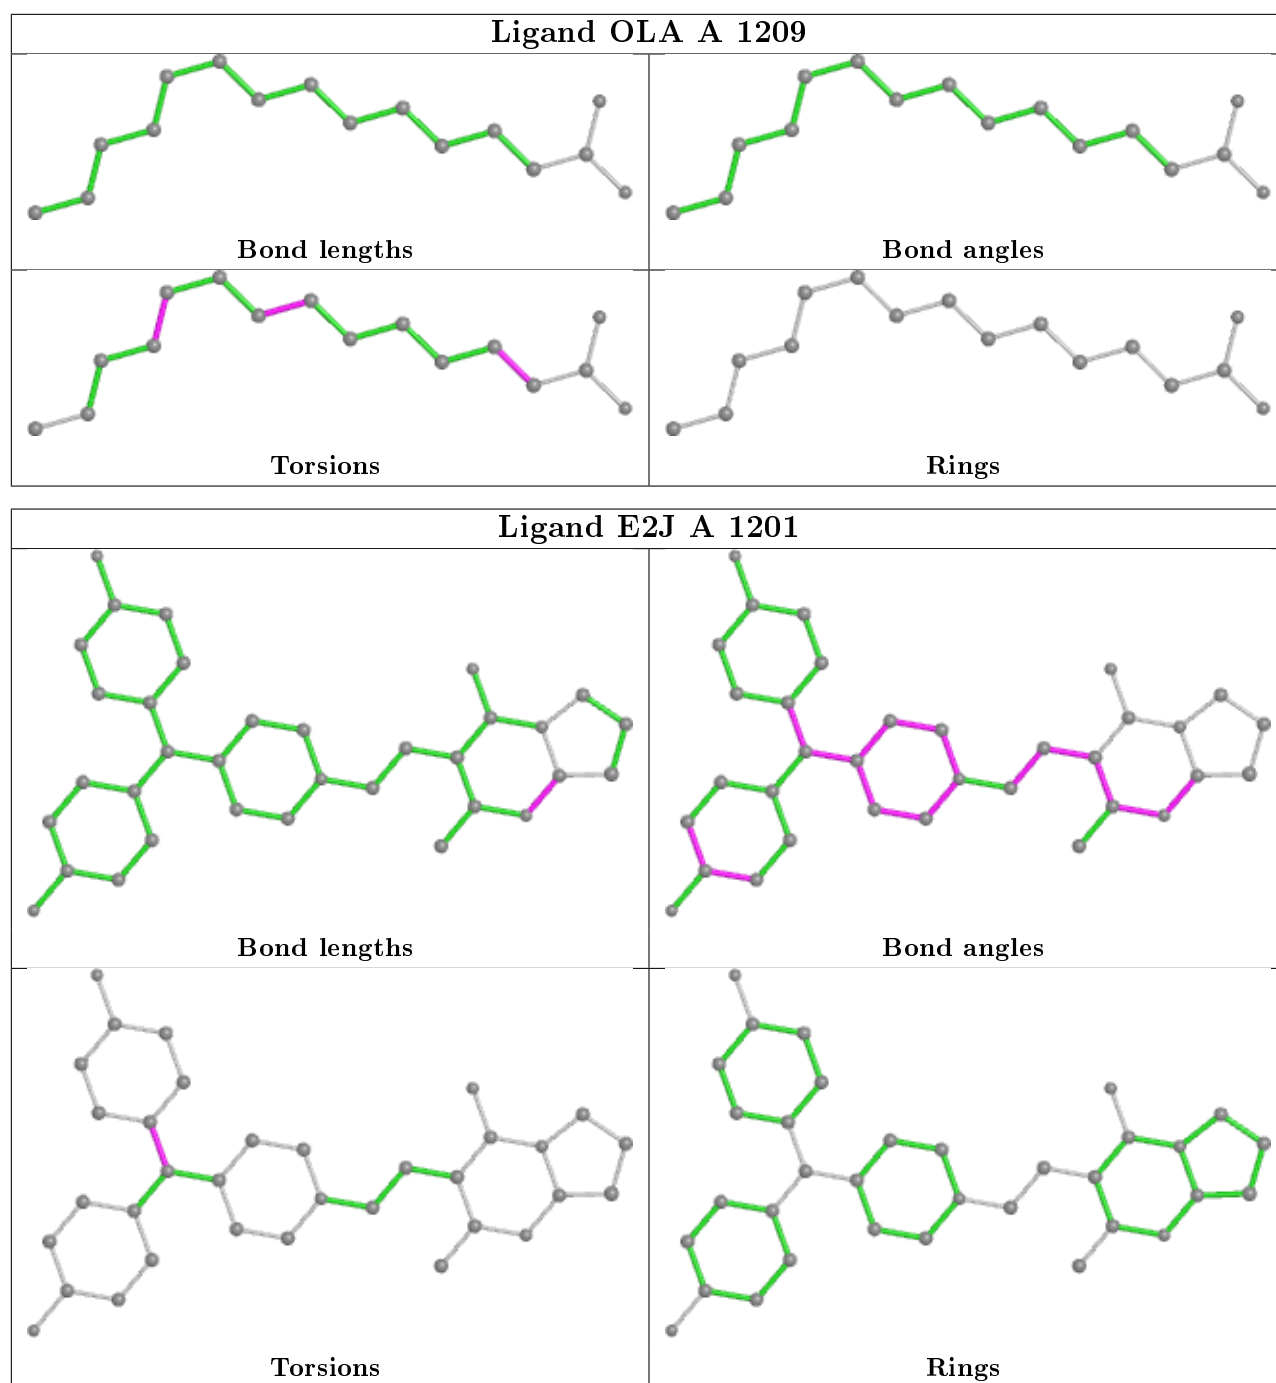 Ligand OLA A 1209
Bond lengths
Bond angles
Torsions
Rings
Ligand E2J A 1201
Bond lengths
Bond angles
Torsions
Rings